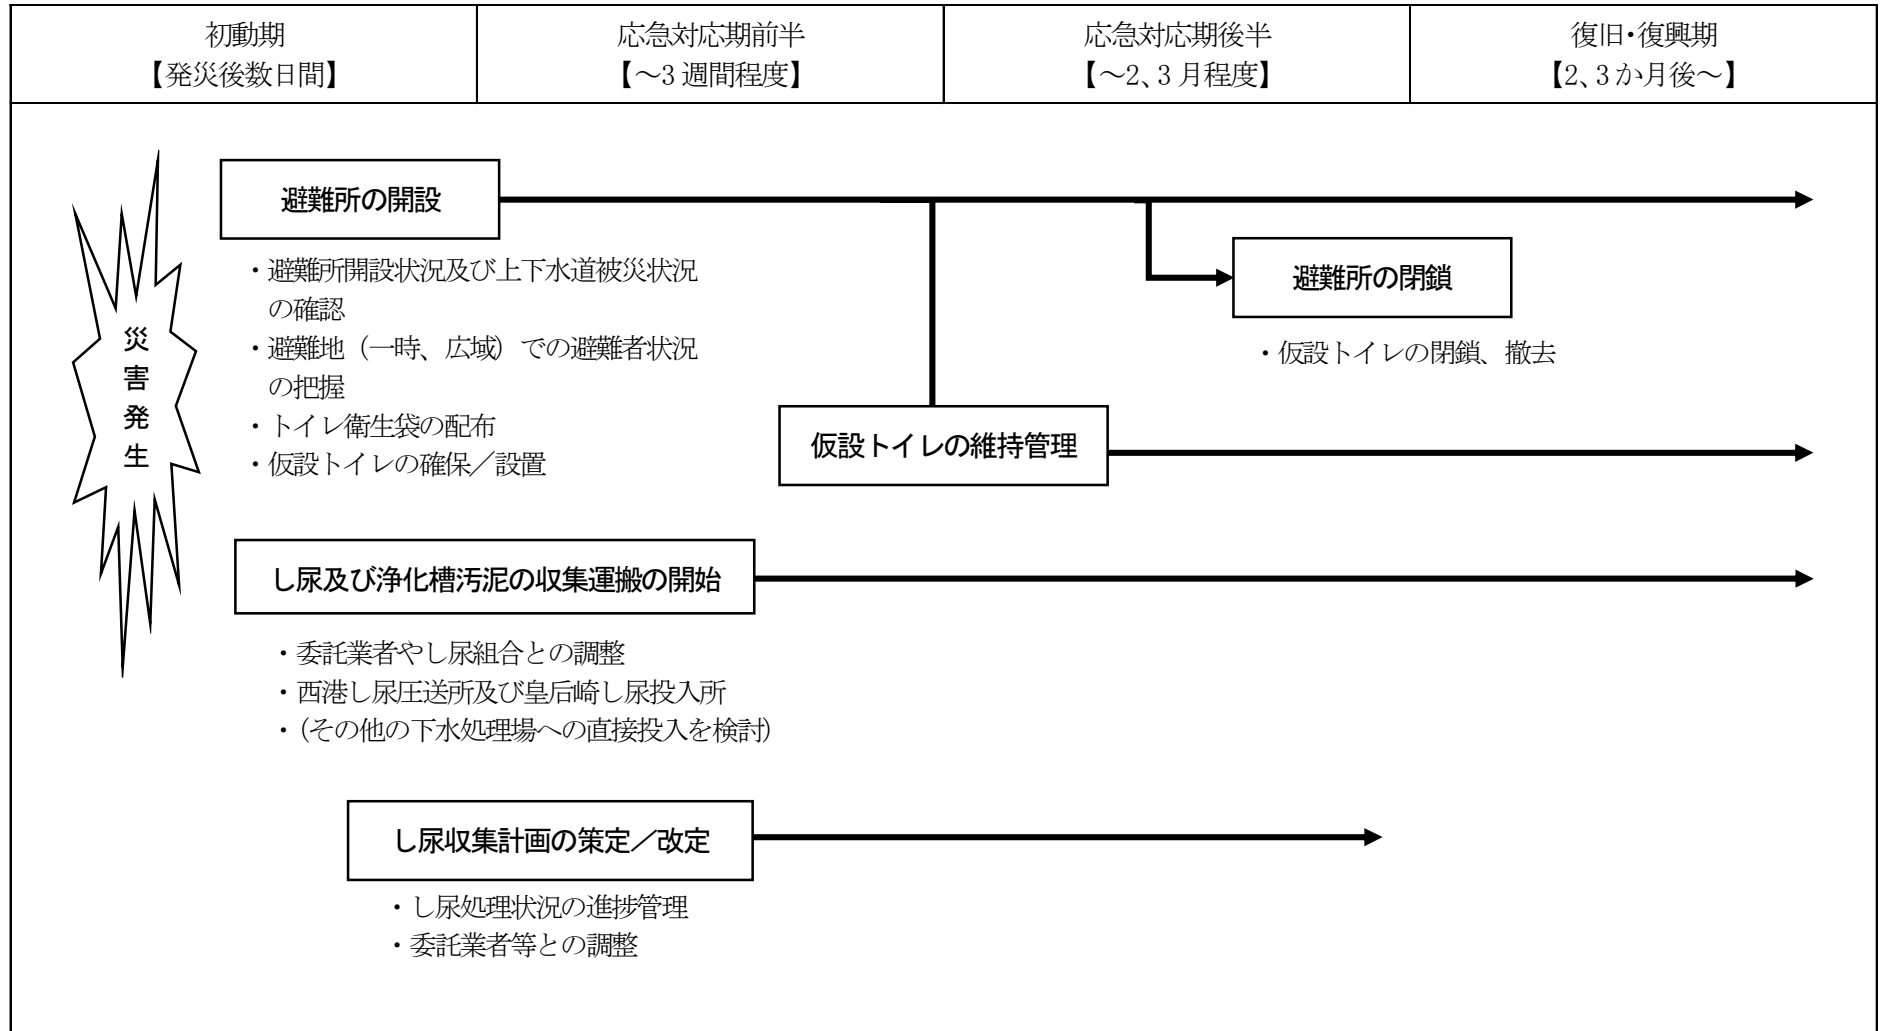 初動期
【発災後数日間】
応急対応期前半
【～3週間程度】
応急対応期後半
【～2、3月程度】
復旧・復興期
【2、3か月後～】
災害発生
避難所の開設
・避難所開設状況及び上下水道被災状況
の確認
・避難地（一時、広域）での避難者状況
の把握
・トイレ衛生袋の配布
・仮設トイレの確保／設置
避難所の閉鎖
・仮設トイレの閉鎖、撤去
仮設トイレの維持管理
し尿及び浄化槽汚泥の収集運搬の開始
・委託業者やし尿組合との調整
・西港し尿圧送所及び皇后崎し尿投入所
・（その他の下水処理場への直接投入を検討）
し尿収集計画の策定／改定
・し尿処理状況の進捗管理
・委託業者等との調整